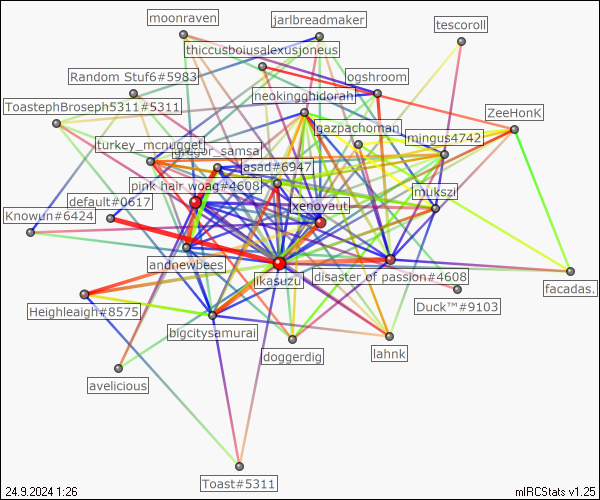 moonraven
jarlbreadmaker
tescoroll
thiccusboiusalexusjoneus
Random Stuf6#5983
ogshroom
ToastephBroseph5311#5311
neokingghidorah
ZeeHonK
gazpachoman
mingus4742
turkey_mcnugget
gregor_samsa
asad#6947
pink hair woag#4608
mukszi
default#0617
xenoyaut
Knowun#6424
andnewbees
disaster of passion#4608
jikasuzu
facadas.
Heighleaigh#8575
Duck™#9103
bigcitysamurai
doggerdig
lahnk
avelicious
Toast#5311
24.9.2024 1:26
mIRCStats v1.25